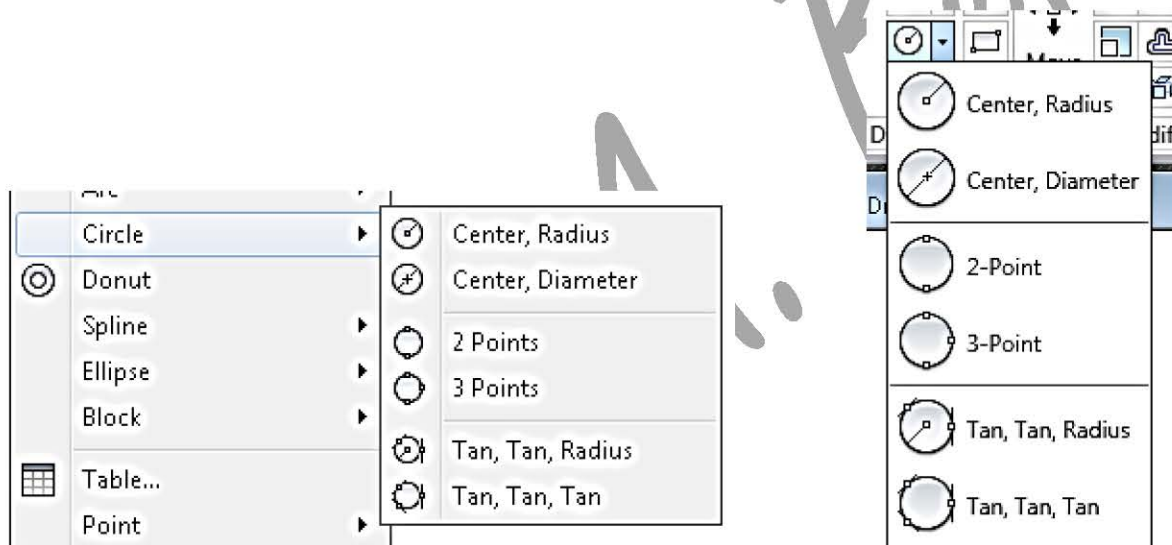 Circle
Donut
Spline
Ellipse
Block
Table...
Point
Center, Radius
Center, Diameter
2 Points
3 Points
Tan, Tan, Radius
Tan, Tan, Tan
Center, Radius
Center, Diameter
2-Point
3-Point
Tan, Tan, Radius
Tan, Tan, Tan